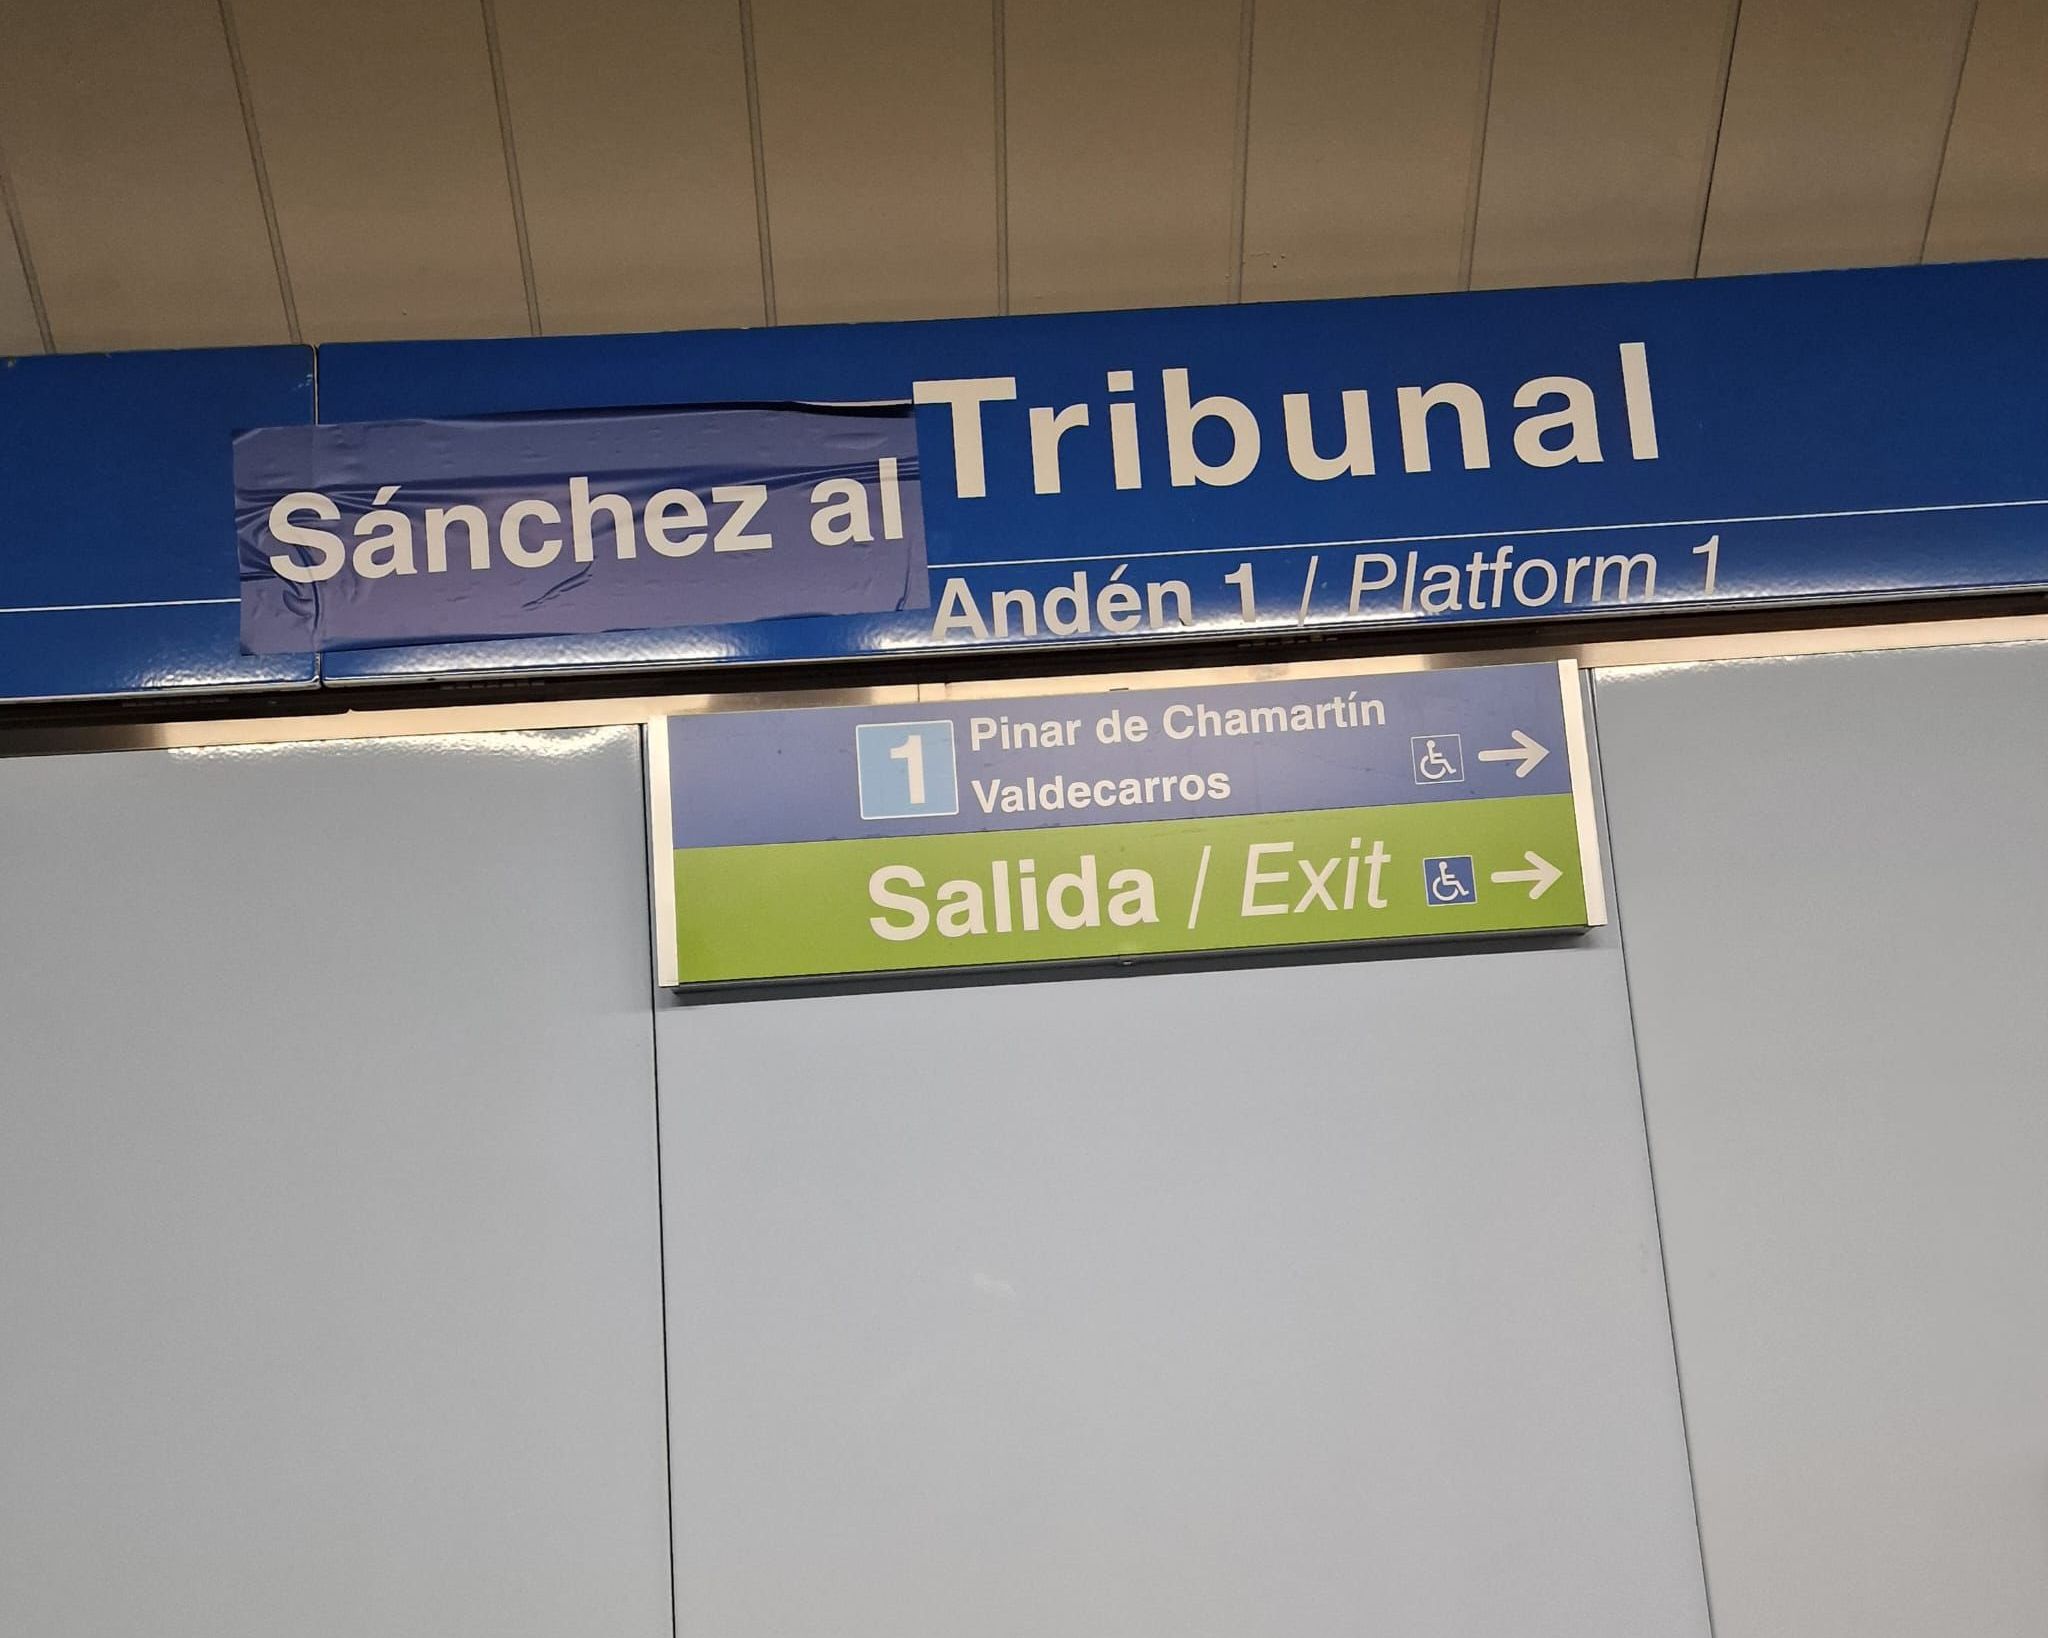 Sánchez al Tribunal
Andén 1 / Platform 1
1 Pinar de Chamartín
Valdecarros
Salida / Exit